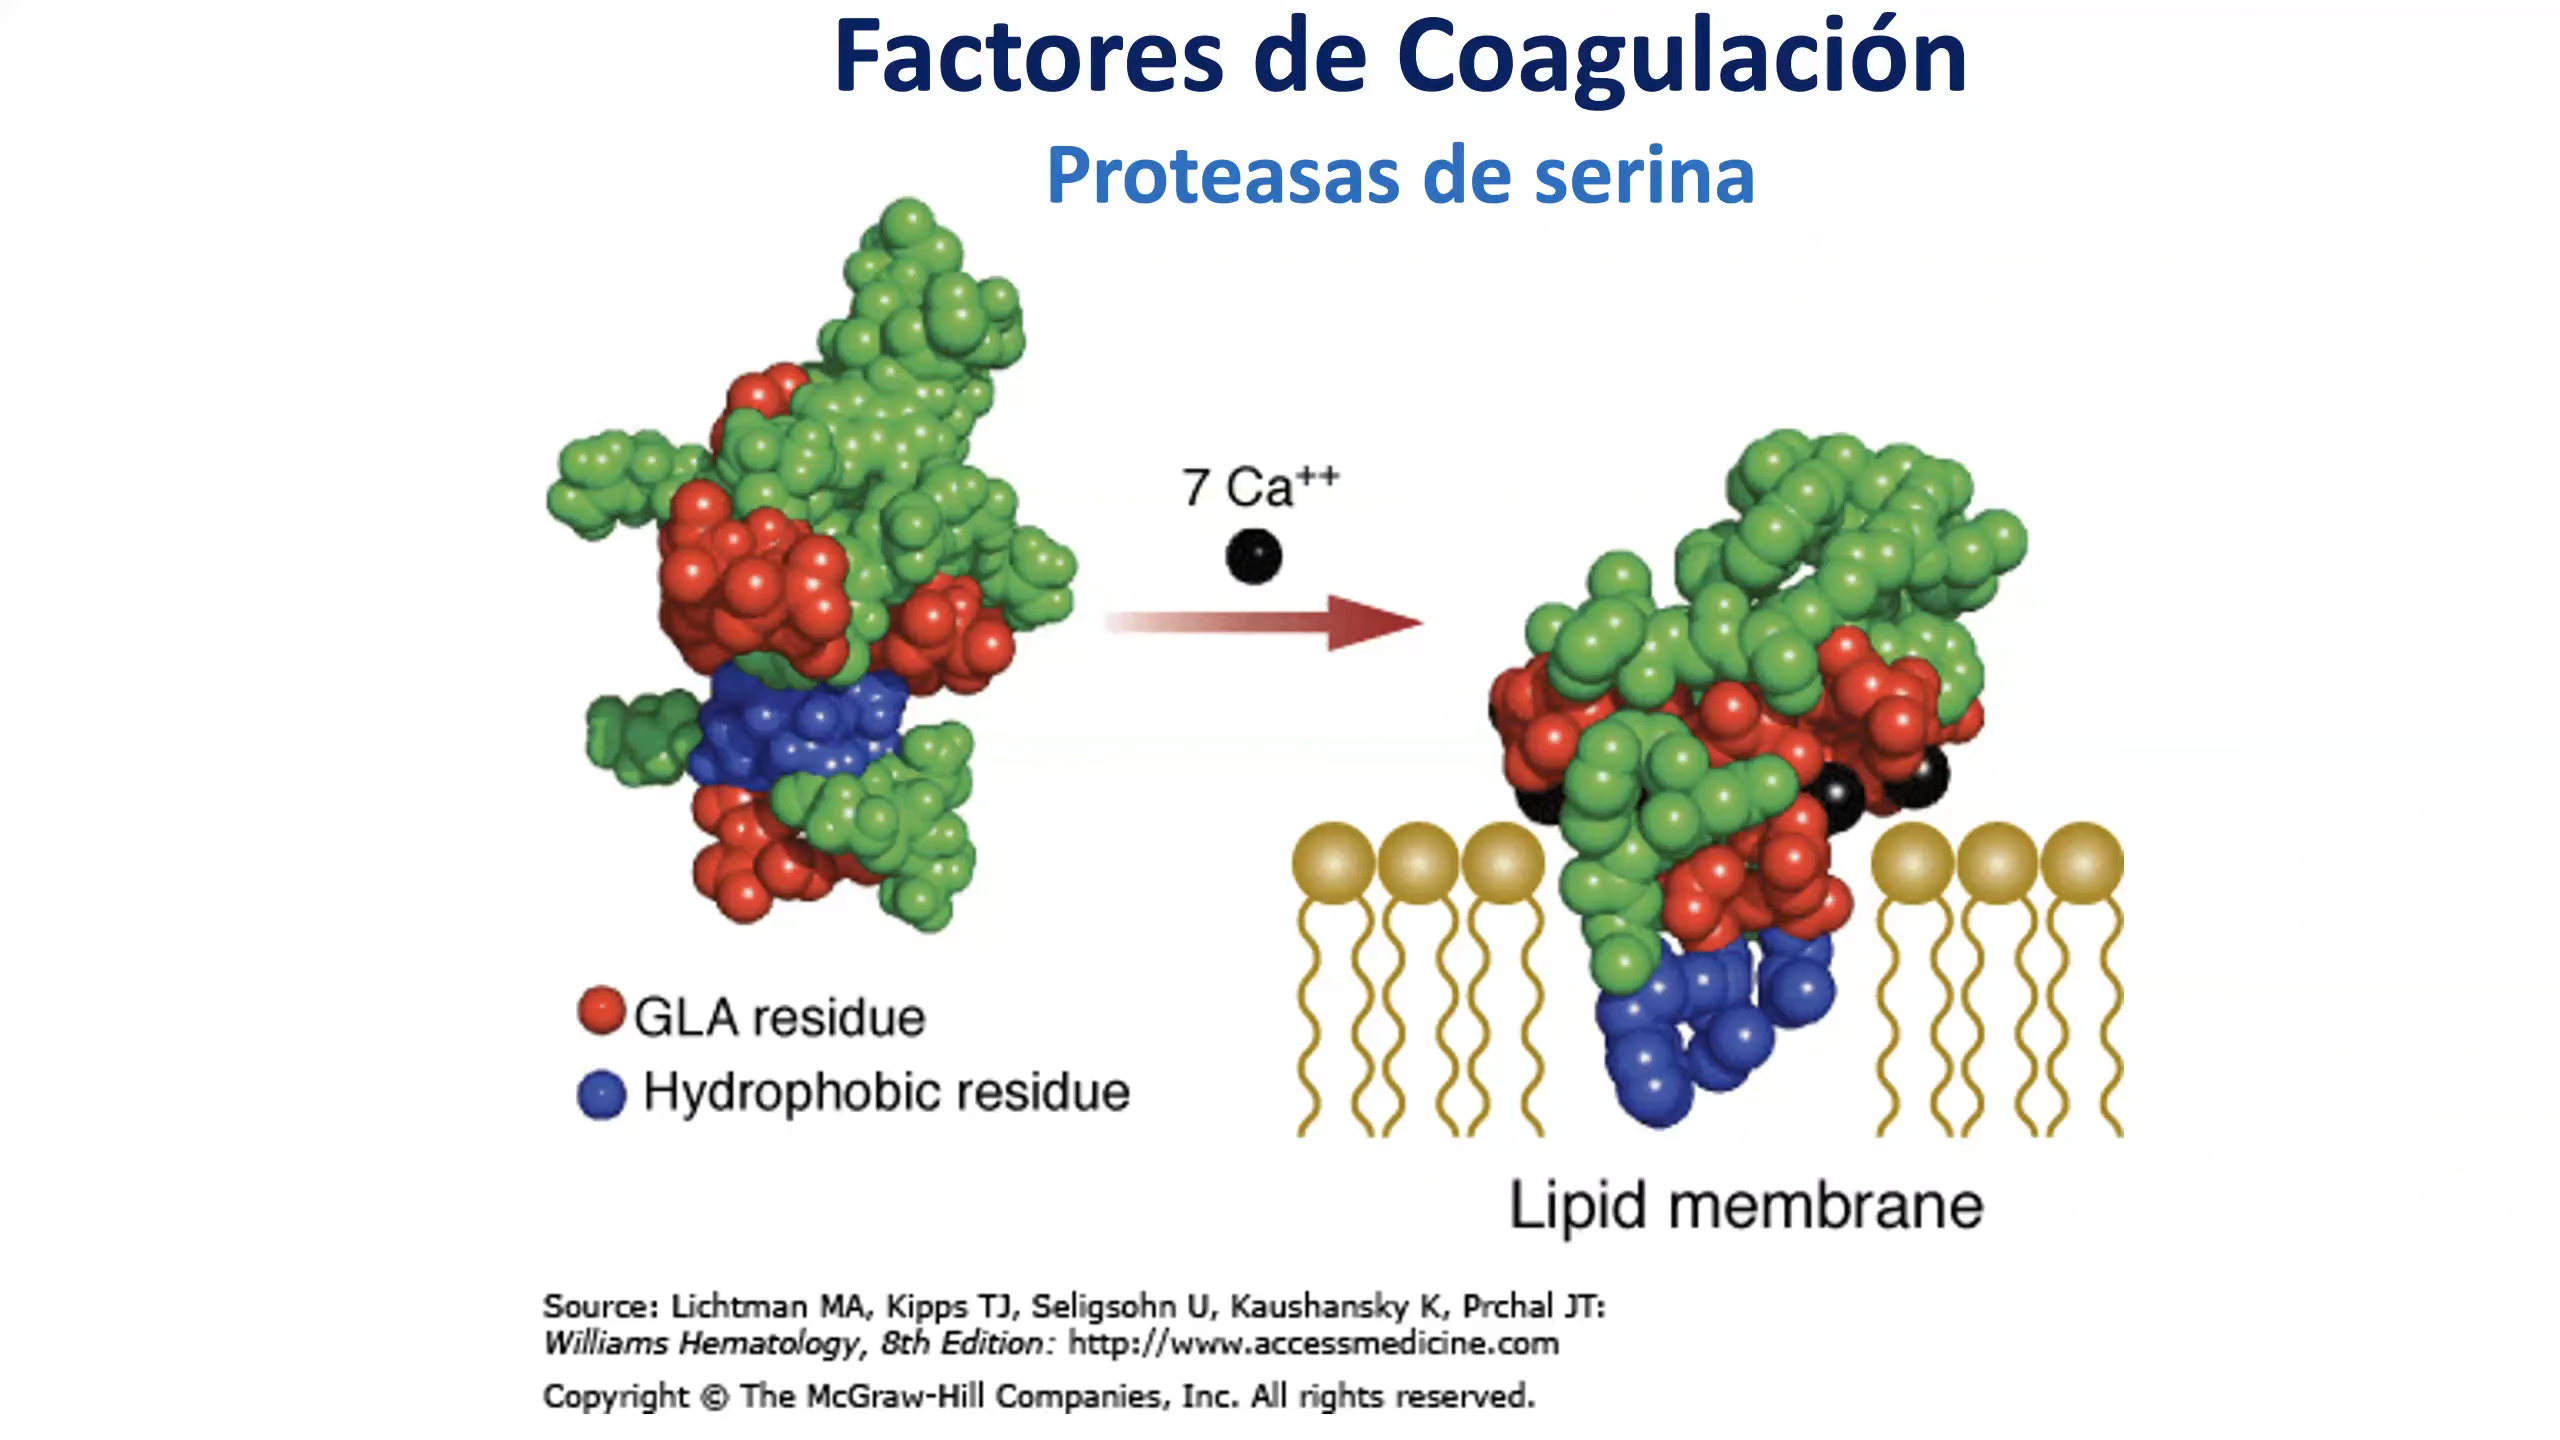 Factores de Coagulación
Proteasas de serina
7 Ca++
GLA residue
Hydrophobic residue
Lipid membrane
Source: Lichtman MA, Kipps TJ, Seligsohn U, Kaushansky K, Prchal JT:
Williams Hematology, 8th Edition: http://www.accessmedicine.com
Copyright © The McGraw-Hill Companies, Inc. All rights reserved.